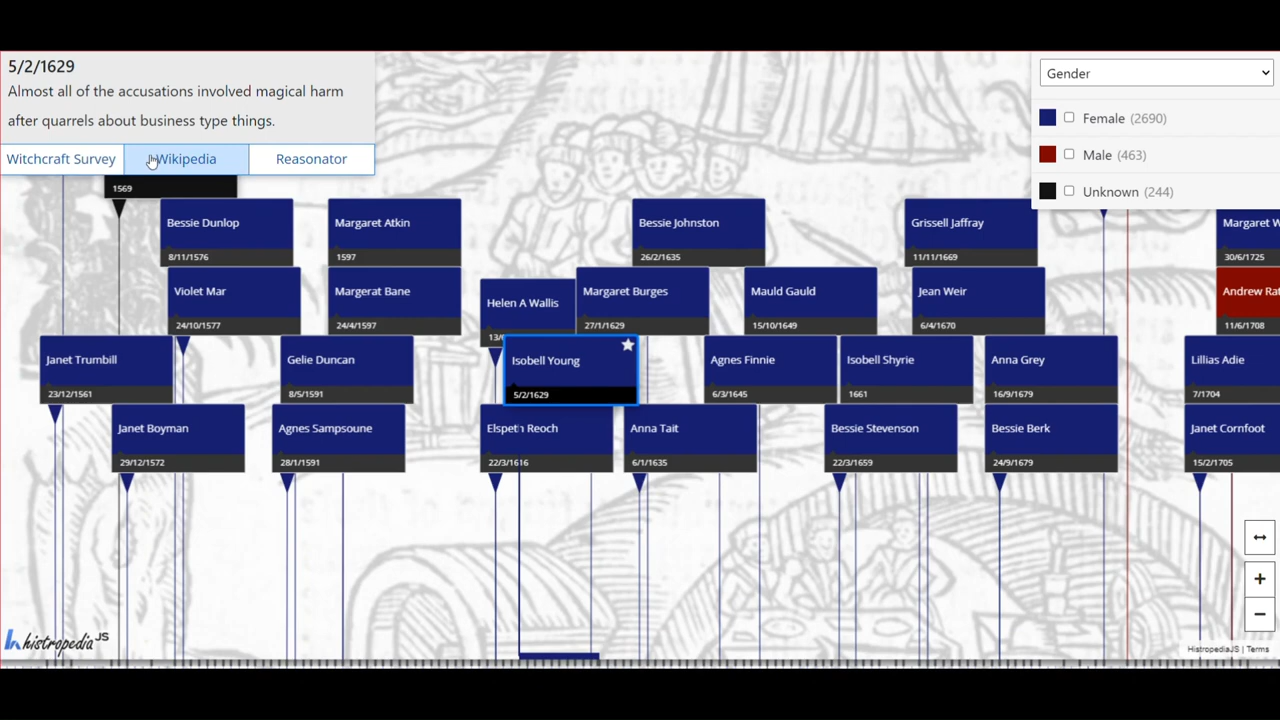 5/2/1629
Almost all of the accusations involved magical harm
after quarrels about business type things.
Witchcraft Survey
Wikipedia
Reasonator
Gender
Female (2690)
Male (463)
Unknown (244)
1569
Bessie Dunlop
8/11/1576
Margaret Atkin
1597
Bessie Johnston
26/2/1635
Grissell Jaffray
11/11/1669
Margaret W
30/6/1725
Violet Mar
24/10/1577
Margerat Bane
24/4/1597
Helen A Wallis
Margaret Burges
27/1/1629
Mauld Gauld
15/10/1649
Jean Weir
6/4/1670
Andrew Rat
11/6/1708
Janet Trumbill
23/12/1561
Gelie Duncan
8/5/1591
Isobell Young
5/2/1629
Agnes Finnie
6/3/1645
Isobell Shyrie
1661
Anna Grey
16/9/1679
Lillias Adie
7/1704
Janet Boyman
29/12/1572
Agnes Sampsoune
28/1/1591
Elspeth Reoch
22/3/1616
Anna Tait
6/1/1635
Bessie Stevenson
22/3/1659
Bessie Berk
24/9/1679
Janet Cornfoot
15/2/1705
histropedia JS
HistropediaJS | Terms